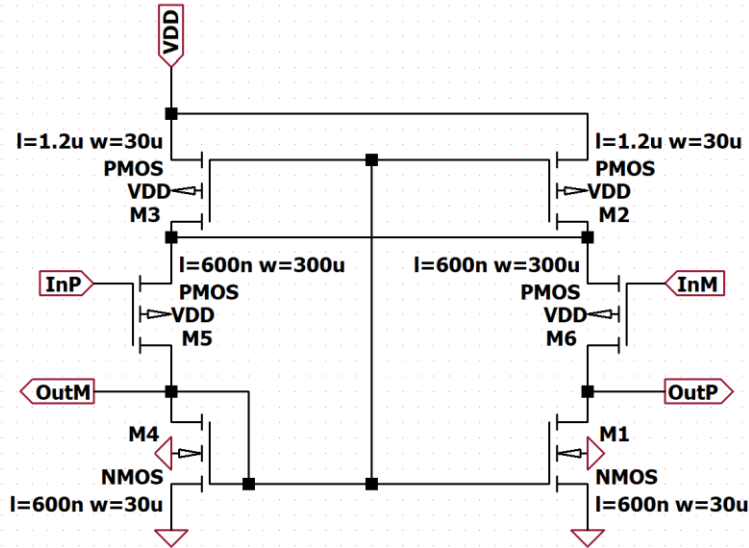 VDD
l=1.2u w=30u
PMOS
VDD
M3
l=1.2u w=30u
PMOS
VDD
M2
InP
l=600n w=300u
PMOS
VDD
M5
l=600n w=300u
PMOS
VDD
M6
InM
OutM
OutP
M4
NMOS
l=600n w=30u
M1
NMOS
l=600n w=30u